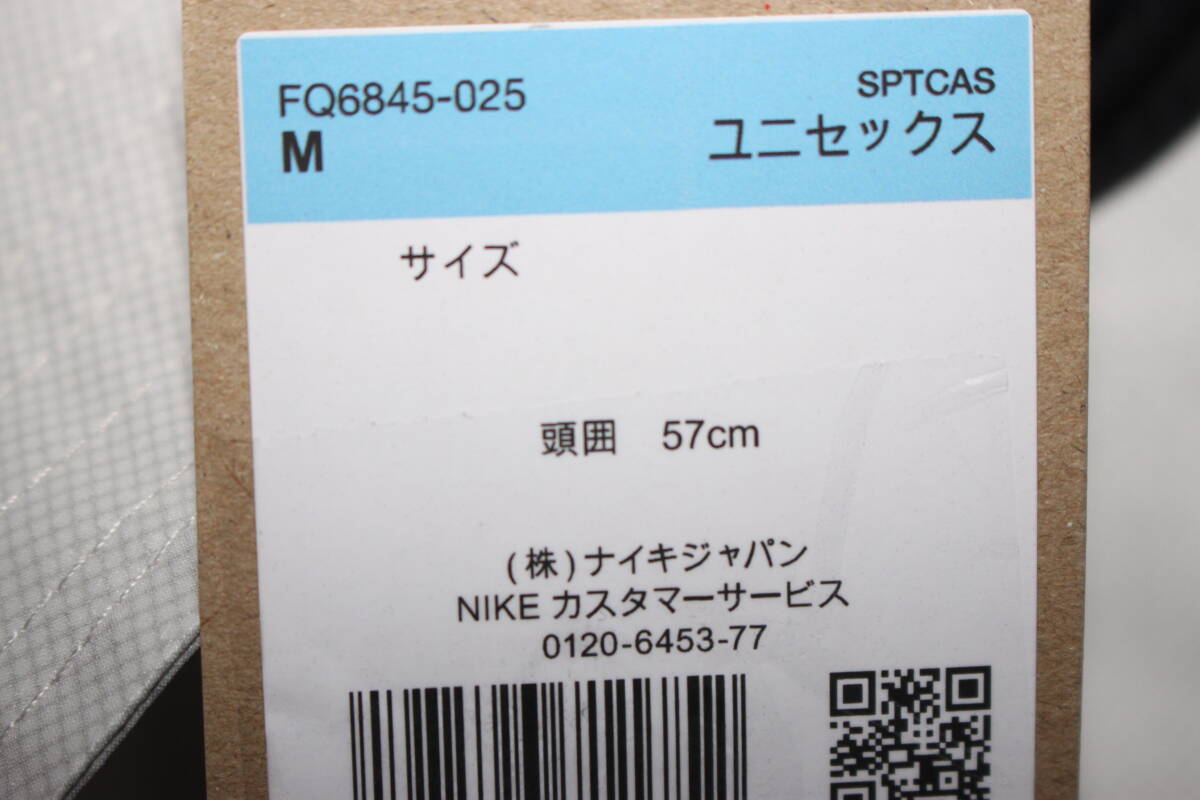 FQ6845-025
SPTCAS
M
ユニセックス
サイズ
頭囲　57cm
(株)ナイキジャパン
NIKE カスタマーサービス
0120-6453-77